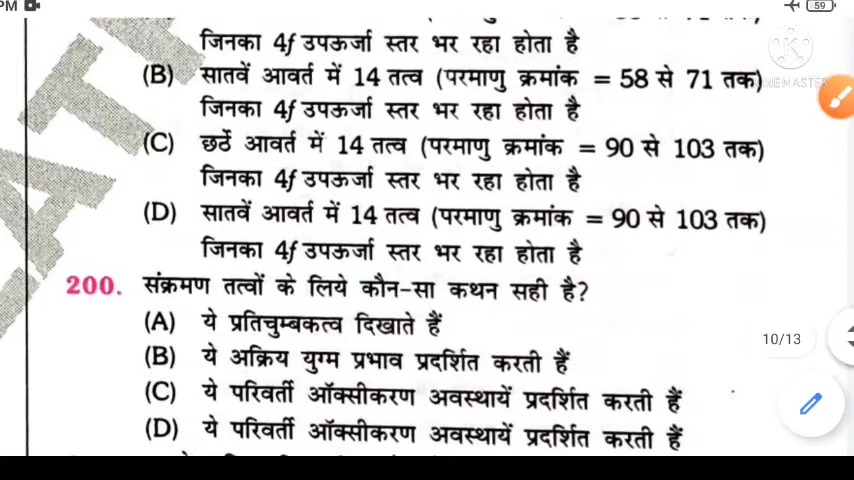 PM 59
जिनका 4f उपऊर्जा स्तर भर रहा होता है
(B) सातवें आवर्त में 14 तत्व (परमाणु क्रमांक = 58 से 71 तक)
जिनका 4f उपऊर्जा स्तर भर रहा होता है
(C) छठें आवर्त में 14 तत्व (परमाणु क्रमांक = 90 से 103 तक)
जिनका 4f उपऊर्जा स्तर भर रहा होता है
(D) सातवें आवर्त में 14 तत्व (परमाणु क्रमांक = 90 से 103 तक)
जिनका 4f उपऊर्जा स्तर भर रहा होता है
200. संक्रमण तत्वों के लिये कौन-सा कथन सही है?
(A) ये प्रतिचुम्बकत्व दिखाते हैं
10/13
(B) ये अक्रिय युग्म प्रभाव प्रदर्शित करती हैं
(C) ये परिवर्ती ऑक्सीकरण अवस्थायें प्रदर्शित करती हैं
(D) ये परिवर्ती ऑक्सीकरण अवस्थायें प्रदर्शित करती हैं